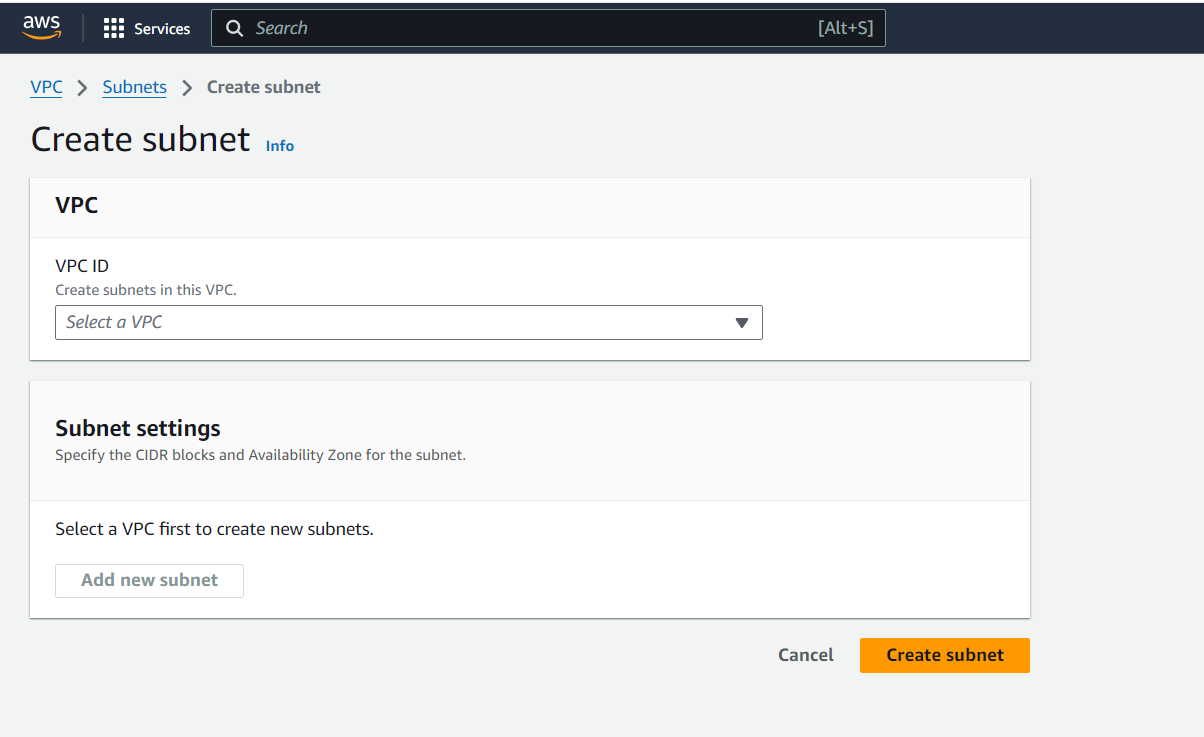 aws Services Search [Alt+S]
VPC Subnets Create subnet
Create subnet Info
VPC
VPC ID
Create subnets in this VPC.
Select a VPC
Subnet settings
Specify the CIDR blocks and Availability Zone for the subnet.
Select a VPC first to create new subnets.
Add new subnet
Cancel Create subnet